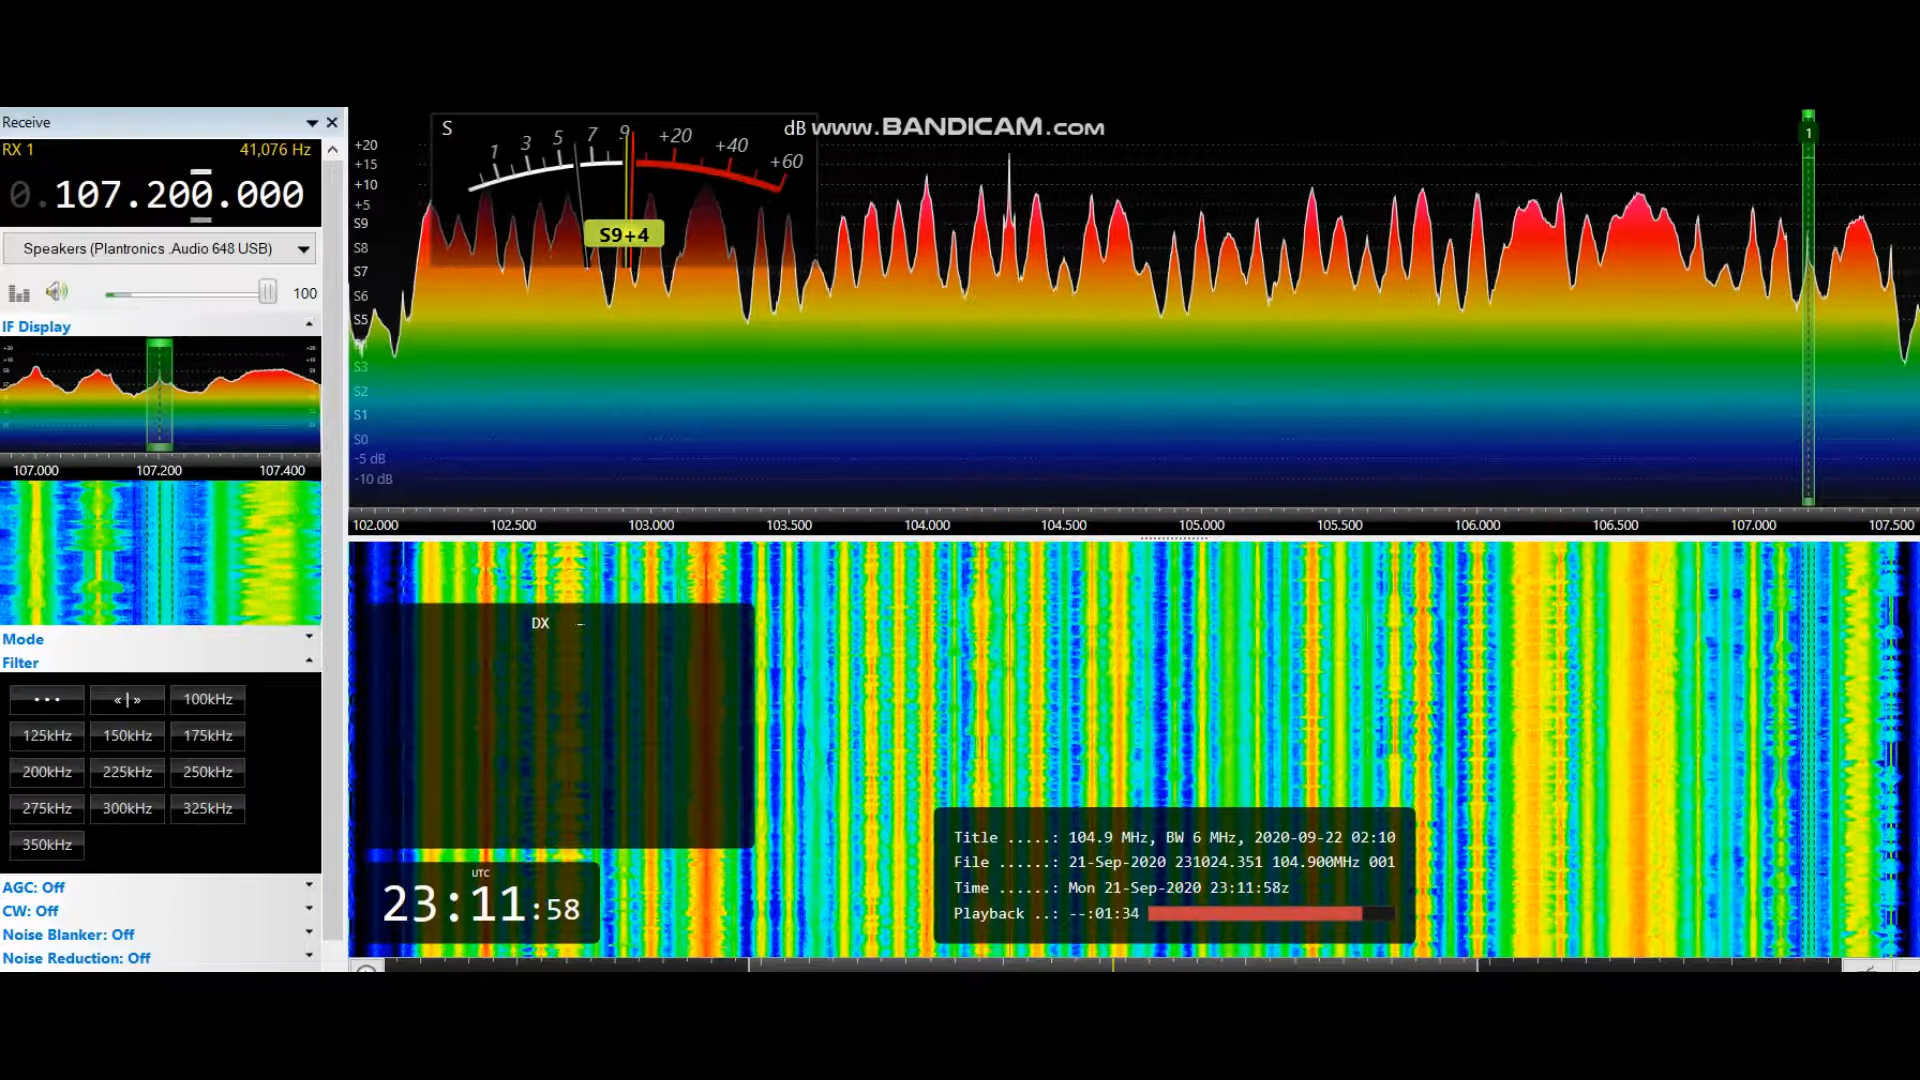 Receive
RX 1 41,076 Hz
0.107.200.000
Speakers (Plantronics .Audio 648 USB)
100
IF Display
107.000 107.200 107.400
Mode
Filter
••• «|» 100kHz
125kHz 150kHz 175kHz
200kHz 225kHz 250kHz
275kHz 300kHz 325kHz
350kHz
AGC: Off
CW: Off
Noise Blanker: Off
Noise Reduction: Off
S 1 3 5 7 9 +20 +40 +60 dB
S9+4
www.BANDICAM.com
1
+20
+15
+10
+5
S9
S8
S7
S6
S5
S3
S2
S1
S0
-5 dB
-10 dB
102.000 102.500 103.000 103.500 104.000 104.500 105.000 105.500 106.000 106.500 107.000 107.500
DX –
UTC
23:11:58
Title .....: 104.9 MHz, BW 6 MHz, 2020-09-22 02:10
File ......: 21-Sep-2020 231024.351 104.900MHz 001
Time ......: Mon 21-Sep-2020 23:11:58z
Playback ..: --:01:34